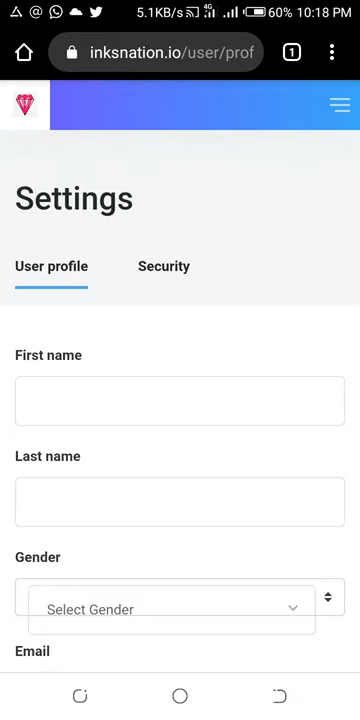 5.1KB/s 4G 60% 10:18 PM
inksnation.io/user/prof
1
Settings
User profile Security
First name
Last name
Gender
Select Gender
Email